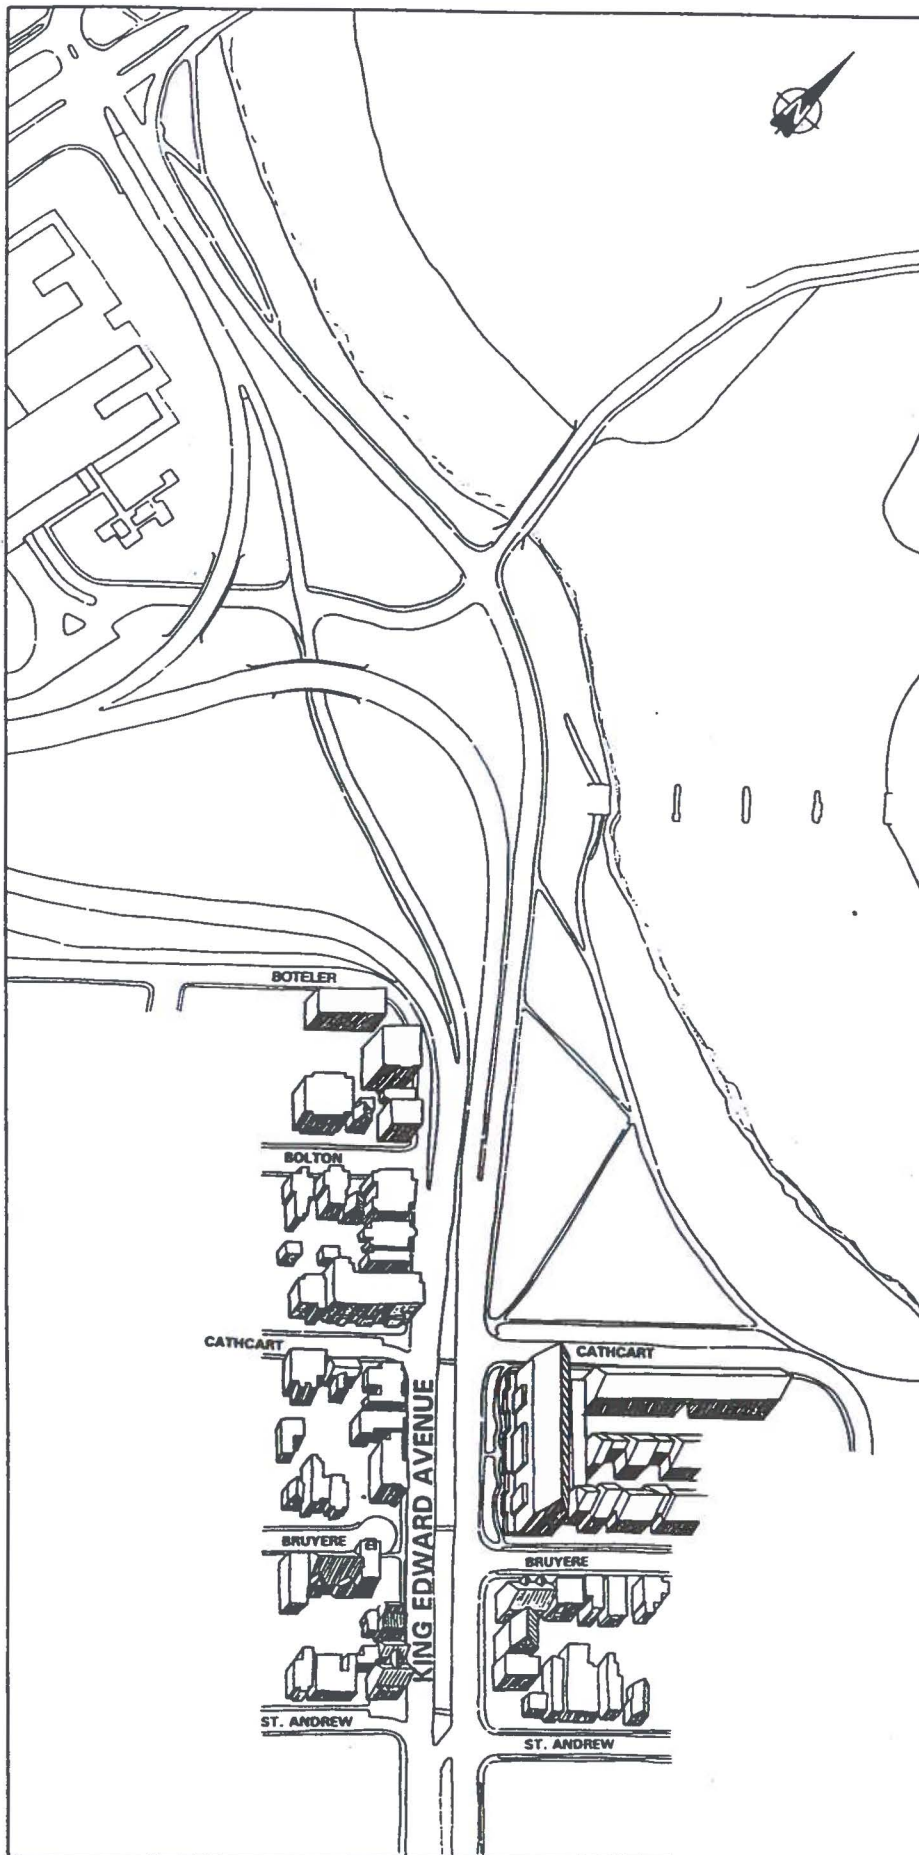 N
BOTELER
BOLTON
CATHCART
CATHCART
KING EDWARD AVENUE
BRUYERE
BRUYERE
ST. ANDREW
ST. ANDREW